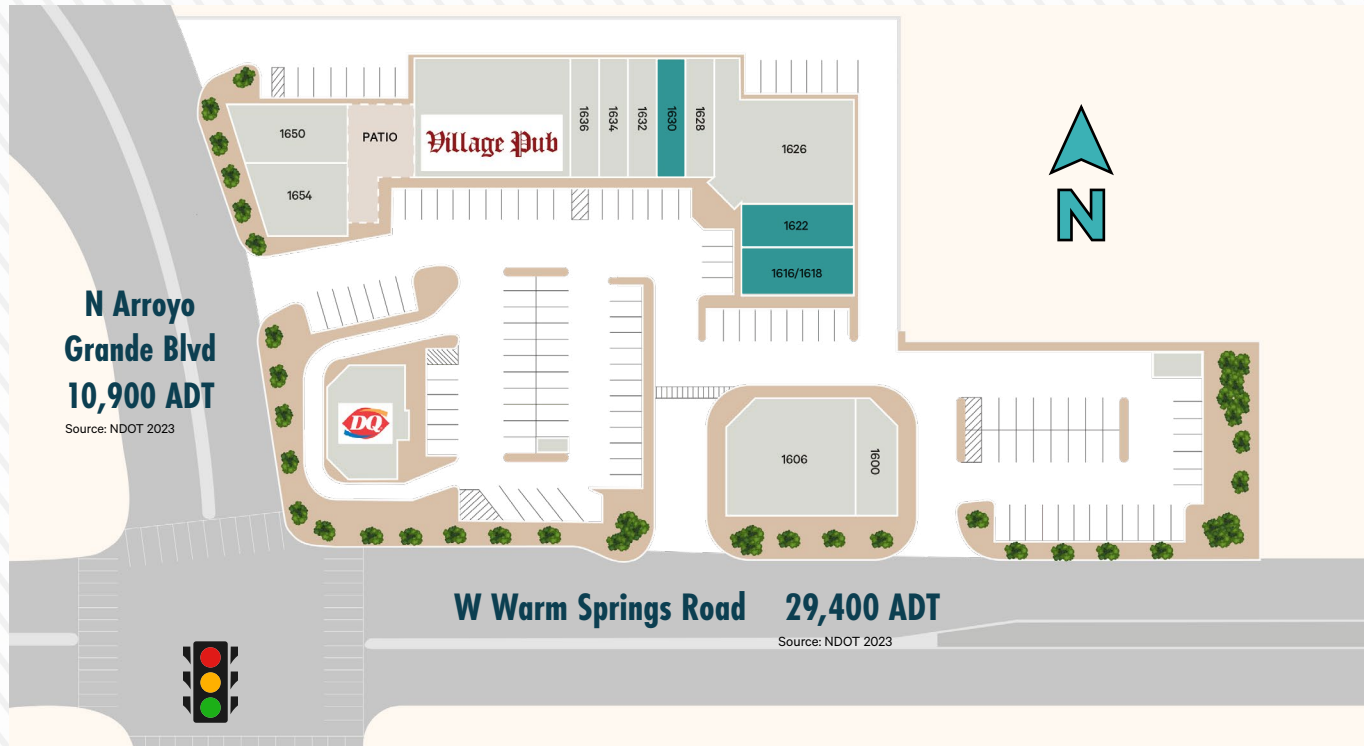 1650
PATIO
Village Pub
1636
1634
1632
1630
1628
1626
1654
1622
1616/1618
N
N Arroyo
Grande Blvd
10,900 ADT
Source: NDOT 2023
DQ
1606
1600
W Warm Springs Road 29,400 ADT
Source: NDOT 2023